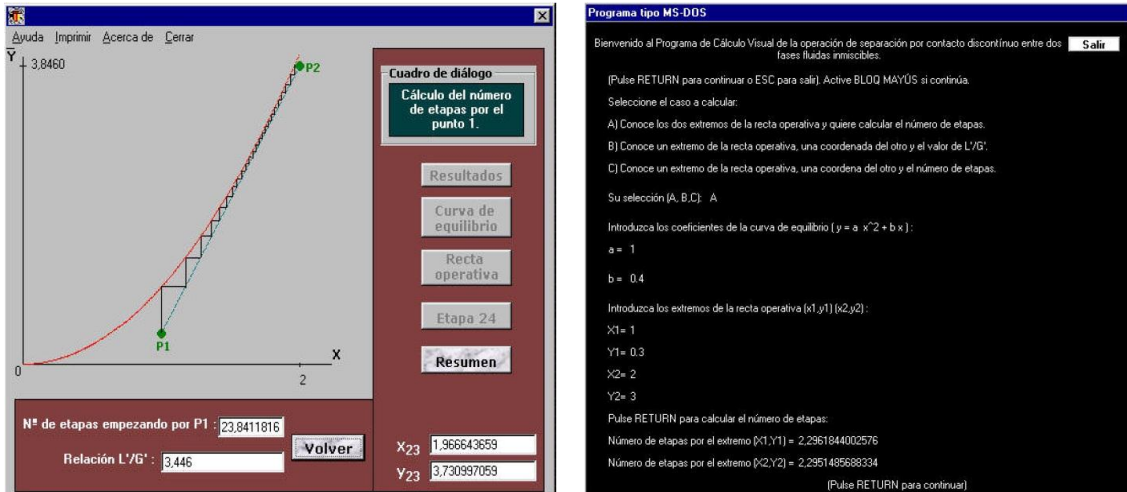 Ayuda Imprimir Acerca de Cerrar
Y
3,8460
P2
P1
0
X
2
Cuadro de diálogo
Cálculo del número
de etapas por el
punto 1.
Resultados
Curva de
equilibrio
Recta
operativa
Etapa 24
Resumen
Nº de etapas empezando por P1 : 23,8411816
Relación L'/G' : 3,446
Volver
X23 1,966643659
y23 3,730997059
Programa tipo MS-DOS
Bienvenido al Programa de Cálculo Visual de la operación de separación por contacto discontínuo entre dos
fases fluidas inmiscibles.
Salir
(Pulse RETURN para continuar o ESC para salir). Active BLOQ MAYÚS si continúa.
Seleccione el caso a calcular:
A) Conoce los dos extremos de la recta operativa y quiere calcular el número de etapas.
B) Conoce un extremo de la recta operativa, una coordenada del otro y el valor de L'/G'.
C) Conoce un extremo de la recta operativa, una coordena del otro y el número de etapas.
Su selección (A, B,C): A
Introduzca los coeficientes de la curva de equilibrio ( y = a x^2 + b x ) :
a = 1
b = 0.4
Introduzca los extremos de la recta operativa (x1,y1) (x2,y2) :
X1= 1
Y1= 0.3
X2= 2
Y2= 3
Pulse RETURN para calcular el número de etapas:
Número de etapas por el extremo (X1,Y1) = 2,2961844002576
Número de etapas por el extremo (X2,Y2) = 2,2951485688334
(Pulse RETURN para continuar)